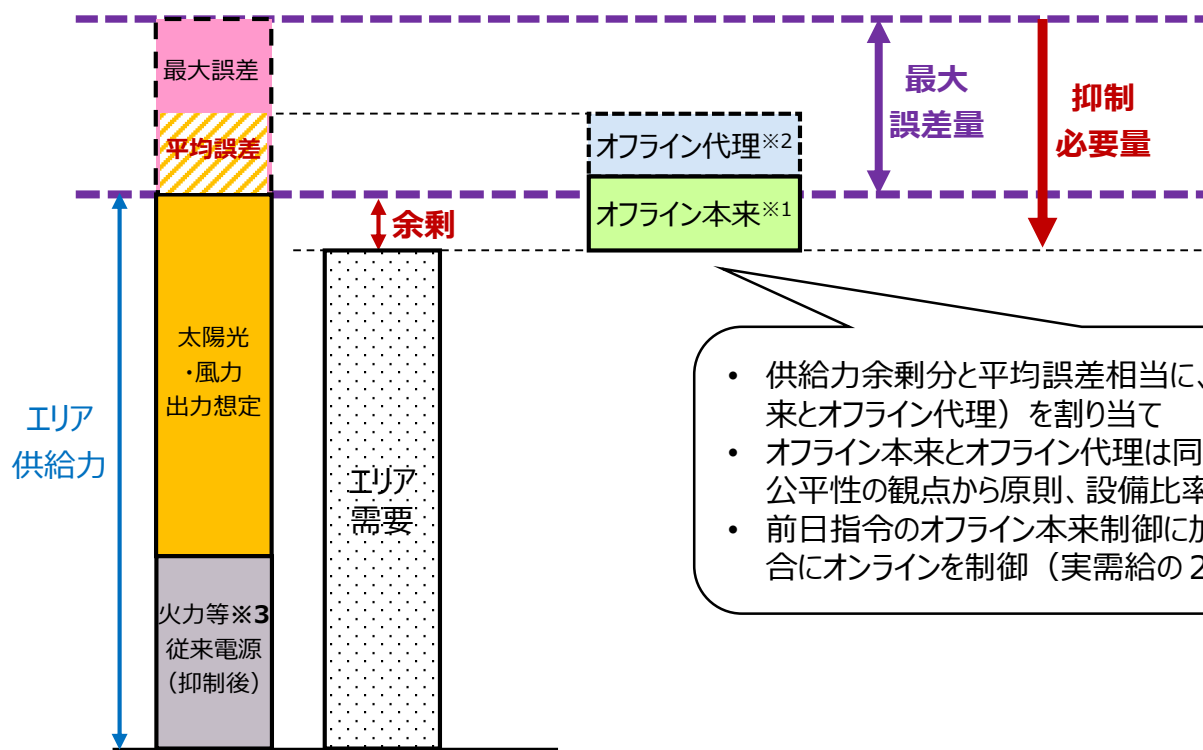 最大誤差
平均誤差
太陽光
・風力
出力想定
火力等※3
従来電源
（抑制後）
エリア
供給力
余剰
エリア
需要
オフライン代理※2
オフライン本来※1
最大
誤差量
抑制
必要量
• 供給力余剰分と平均誤差相当に、
来とオフライン代理）を割り当て
• オフライン本来とオフライン代理は同
公平性の観点から原則、設備比率
• 前日指令のオフライン本来制御に
合にオンラインを制御（実需給の２